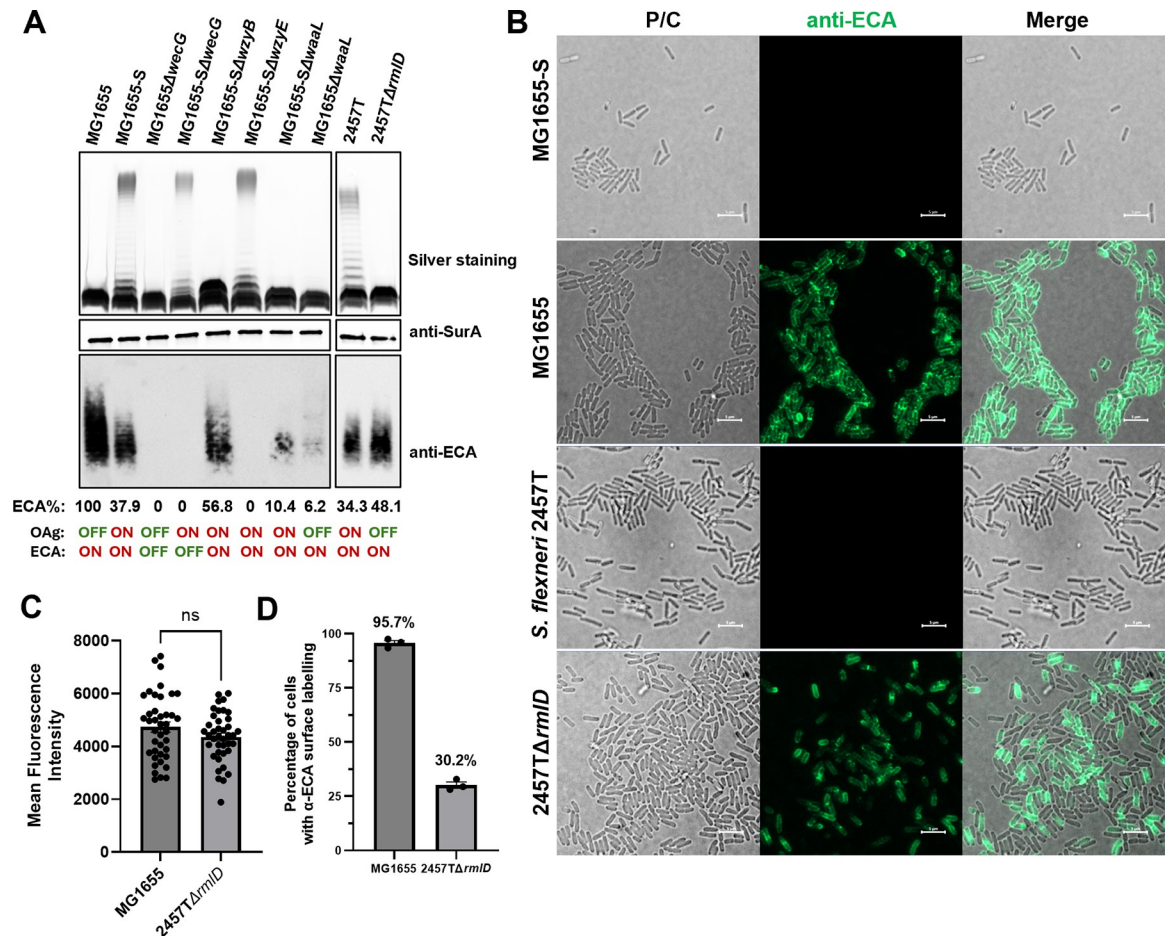 A
MG1655
MG1655-S
MG1655ΔwecG
MG1655-SΔwecG
MG1655-SΔwzyB
MG1655-SΔwzyE
MG1655-SΔwaaL
MG1655ΔwaaL
2457T
2457TΔrmlD
Silver staining
anti-SurA
anti-ECA
ECA%: 100 37.9 0 0 56.8 0 10.4 6.2 34.3 48.1
OAg: OFF ON OFF ON ON ON ON OFF ON OFF
ECA: ON ON OFF OFF ON ON ON ON ON ON
B
P/C anti-ECA Merge
MG1655-S
MG1655
S. flexneri 2457T
2457TΔrmlD
C
ns
Mean Fluorescence
Intensity
8000
6000
4000
2000
0
MG1655
2457TΔrmlD
D
Percentage of cells
with α-ECA surface labelling
100
75
50
25
0
95.7%
30.2%
MG1655 2457TΔrmlD